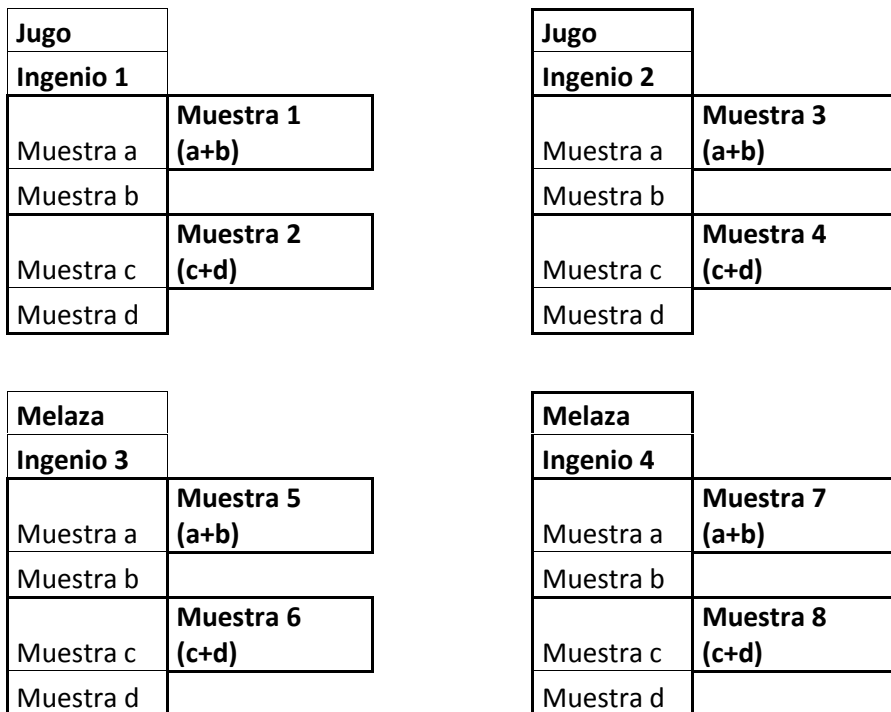 Jugo
Ingenio 1
Muestra 1
Muestra a (a+b)
Muestra b
Muestra 2
Muestra c (c+d)
Muestra d
Jugo
Ingenio 2
Muestra 3
Muestra a (a+b)
Muestra b
Muestra 4
Muestra c (c+d)
Muestra d
Melaza
Ingenio 3
Muestra 5
Muestra a (a+b)
Muestra b
Muestra 6
Muestra c (c+d)
Muestra d
Melaza
Ingenio 4
Muestra 7
Muestra a (a+b)
Muestra b
Muestra 8
Muestra c (c+d)
Muestra d